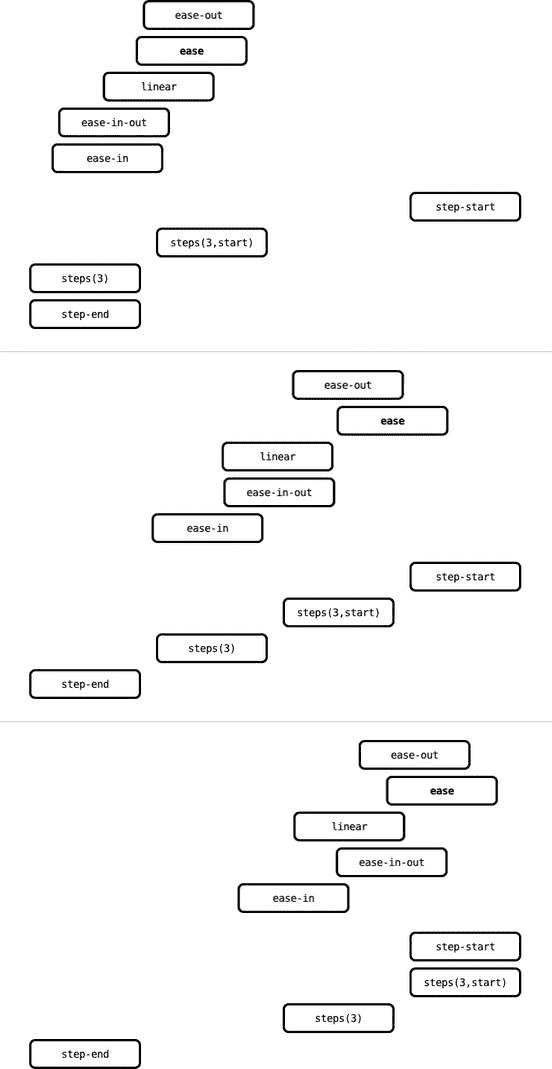 ease-out
ease
linear
ease-in-out
ease-in
step-start
steps(3,start)
steps(3)
step-end
ease-out
ease
linear
ease-in-out
ease-in
step-start
steps(3,start)
steps(3)
step-end
ease-out
ease
linear
ease-in-out
ease-in
step-start
steps(3,start)
steps(3)
step-end